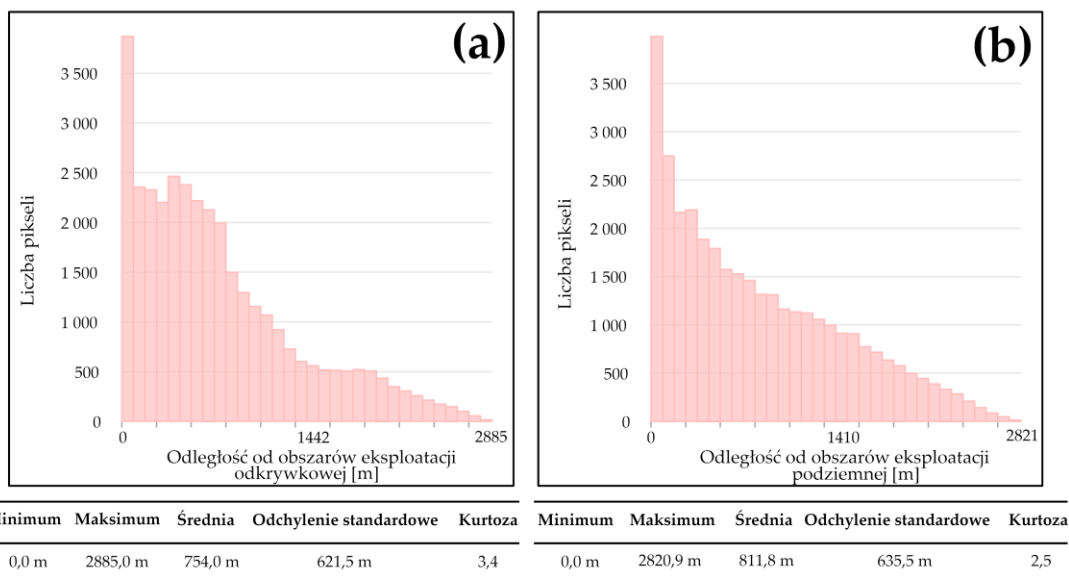 (a)
3 500
3 000
2 500
2 000
1 500
1 000
500
0
Liczba pikseli
0 1442 2885
Odległość od obszarów eksploatacji
odkrywkowej [m]
Minimum Maksimum Średnia Odchylenie standardowe Kurtoza
0,0 m 2885,0 m 754,0 m 621,5 m 3,4
(b)
3 500
3 000
2 500
2 000
1 500
1 000
500
0
Liczba pikseli
0 1410 2821
Odległość od obszarów eksploatacji
podziemnej [m]
Minimum Maksimum Średnia Odchylenie standardowe Kurtoza
0,0 m 2820,9 m 811,8 m 635,5 m 2,5